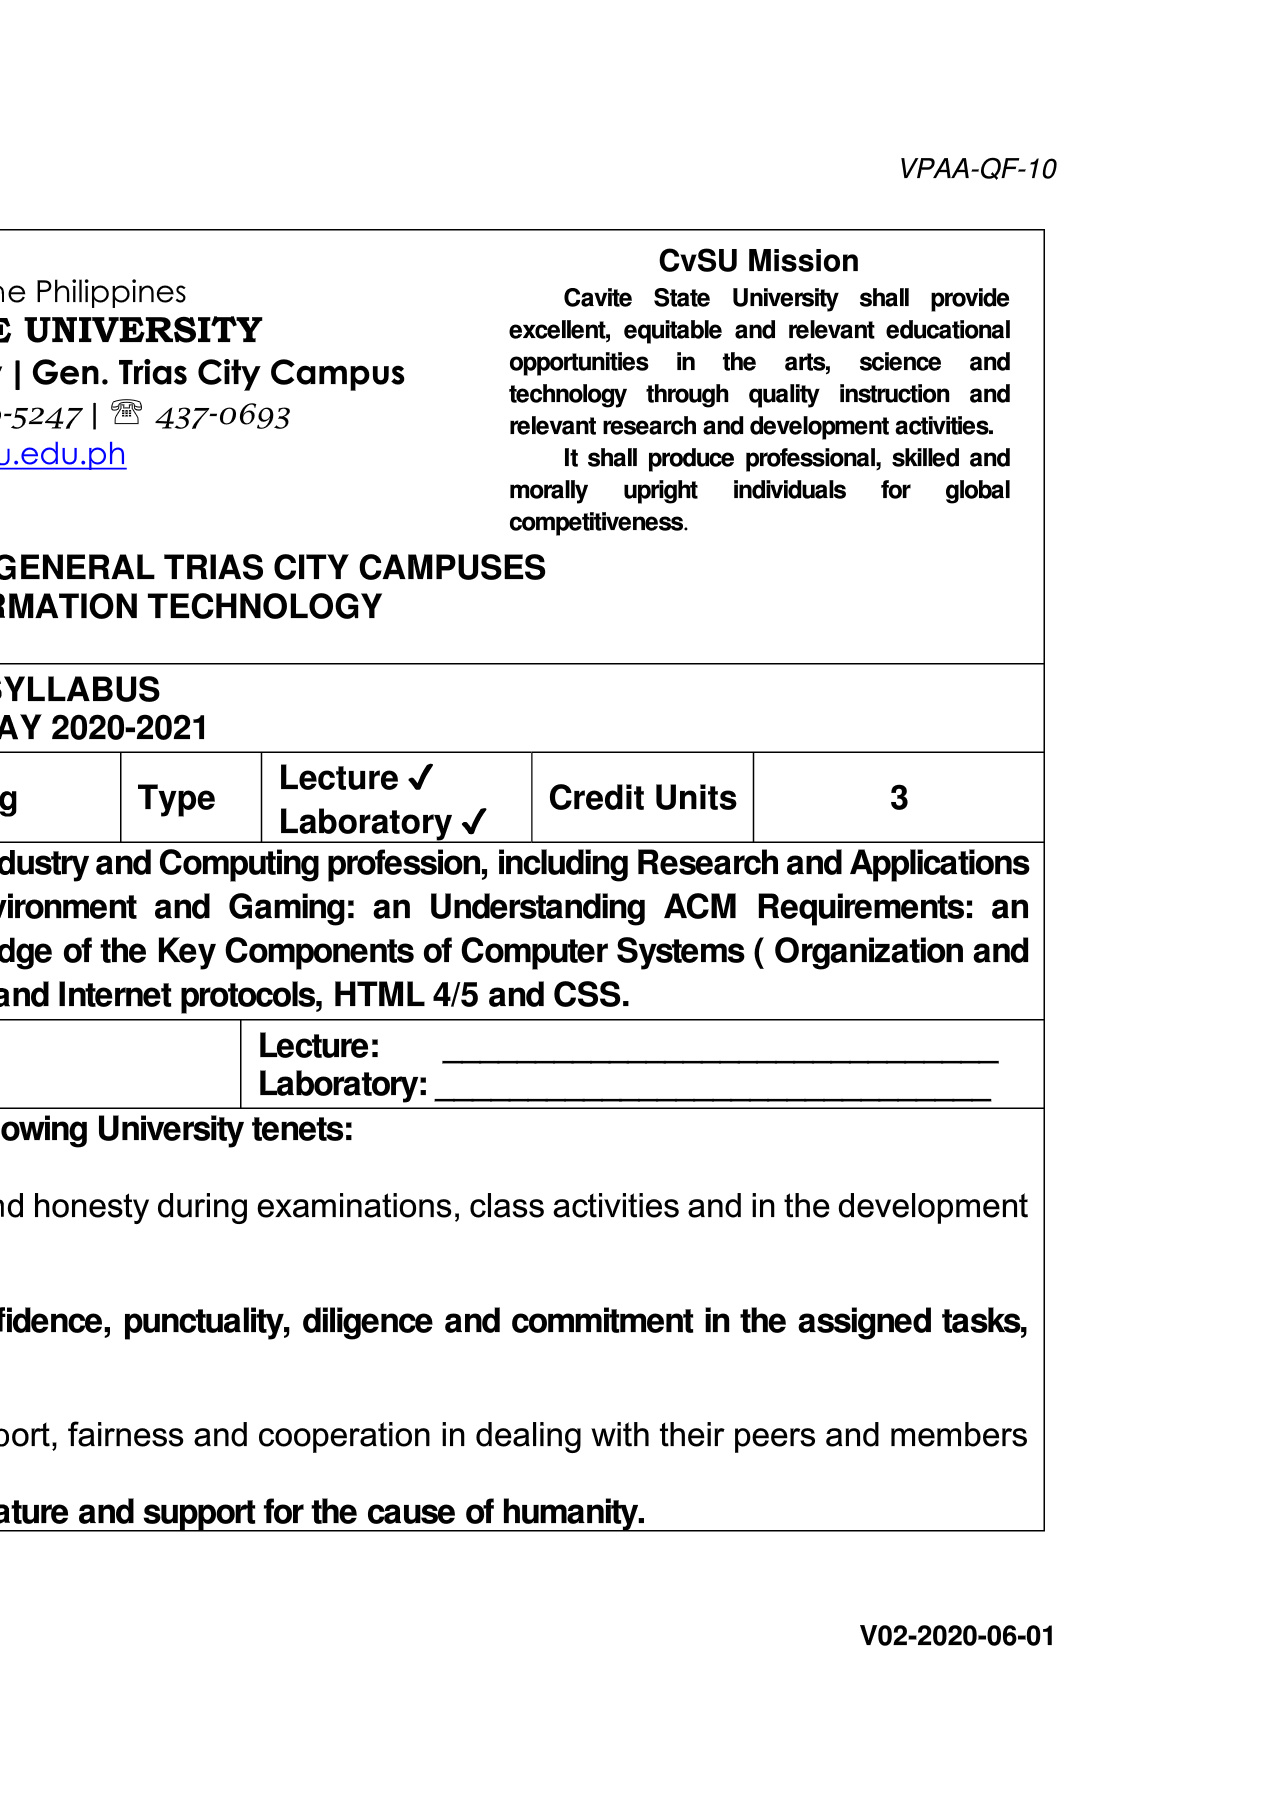 VPAA-QF-10
ne Philippines
E UNIVERSITY
| Gen. Trias City Campus
-5247 | ☏ 437-0693
u.edu.ph
CvSU Mission
Cavite State University shall provide
excellent, equitable and relevant educational
opportunities in the arts, science and
technology through quality instruction and
relevant research and development activities.
It shall produce professional, skilled and
morally upright individuals for global
competitiveness.
GENERAL TRIAS CITY CAMPUSES
RMATION TECHNOLOGY
SYLLABUS
AY 2020-2021
g
Type
Lecture ✓
Laboratory ✓
Credit Units
3
ndustry and Computing profession, including Research and Applications
vironment and Gaming: an Understanding ACM Requirements: an
edge of the Key Components of Computer Systems ( Organization and
and Internet protocols, HTML 4/5 and CSS.
Lecture: ______________________________
Laboratory: ______________________________
lowing University tenets:
nd honesty during examinations, class activities and in the development
fidence, punctuality, diligence and commitment in the assigned tasks,
port, fairness and cooperation in dealing with their peers and members
ature and support for the cause of humanity.
V02-2020-06-01